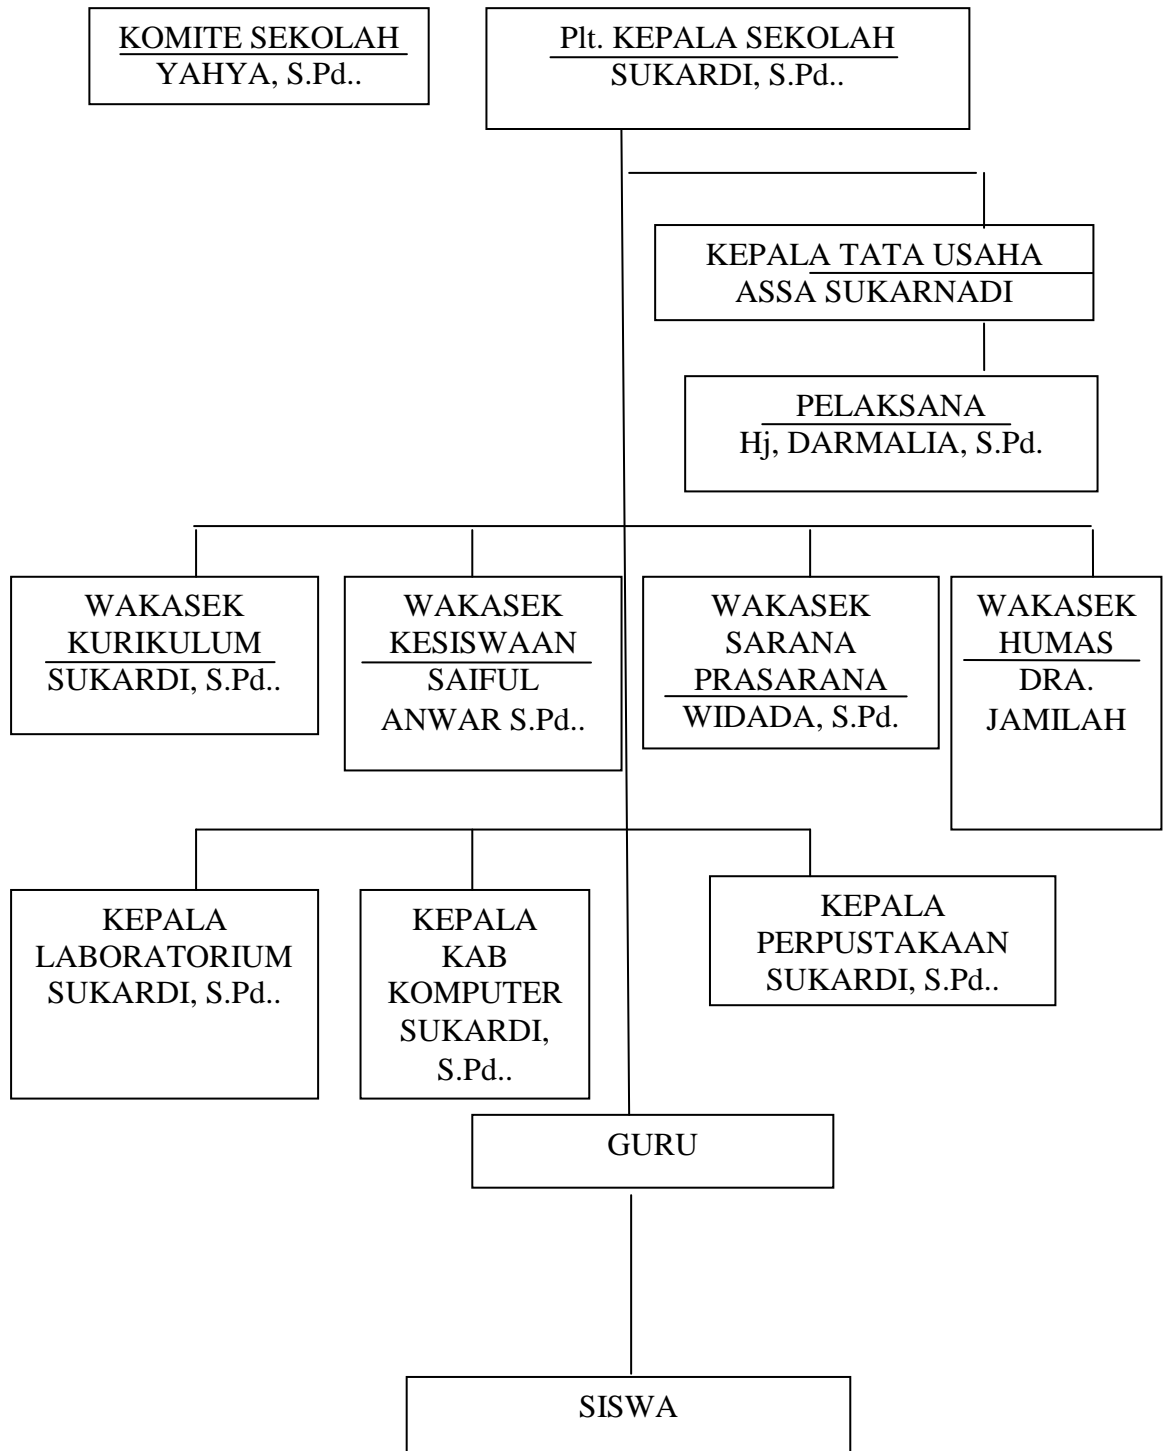 KOMITE SEKOLAH
YAHYA, S.Pd..
Plt. KEPALA SEKOLAH
SUKARDI, S.Pd..
KEPALA TATA USAHA
ASSA SUKARNADI
PELAKSANA
Hj, DARMALIA, S.Pd.
WAKASEK
KURIKULUM
SUKARDI, S.Pd..
WAKASEK
KESISWAAN
SAIFUL
ANWAR S.Pd..
WAKASEK
SARANA
PRASARANA
WIDADA, S.Pd.
WAKASEK
HUMAS
DRA.
JAMILAH
KEPALA
LABORATORIUM
SUKARDI, S.Pd..
KEPALA
KAB
KOMPUTER
SUKARDI,
S.Pd..
KEPALA
PERPUSTAKAAN
SUKARDI, S.Pd..
GURU
SISWA